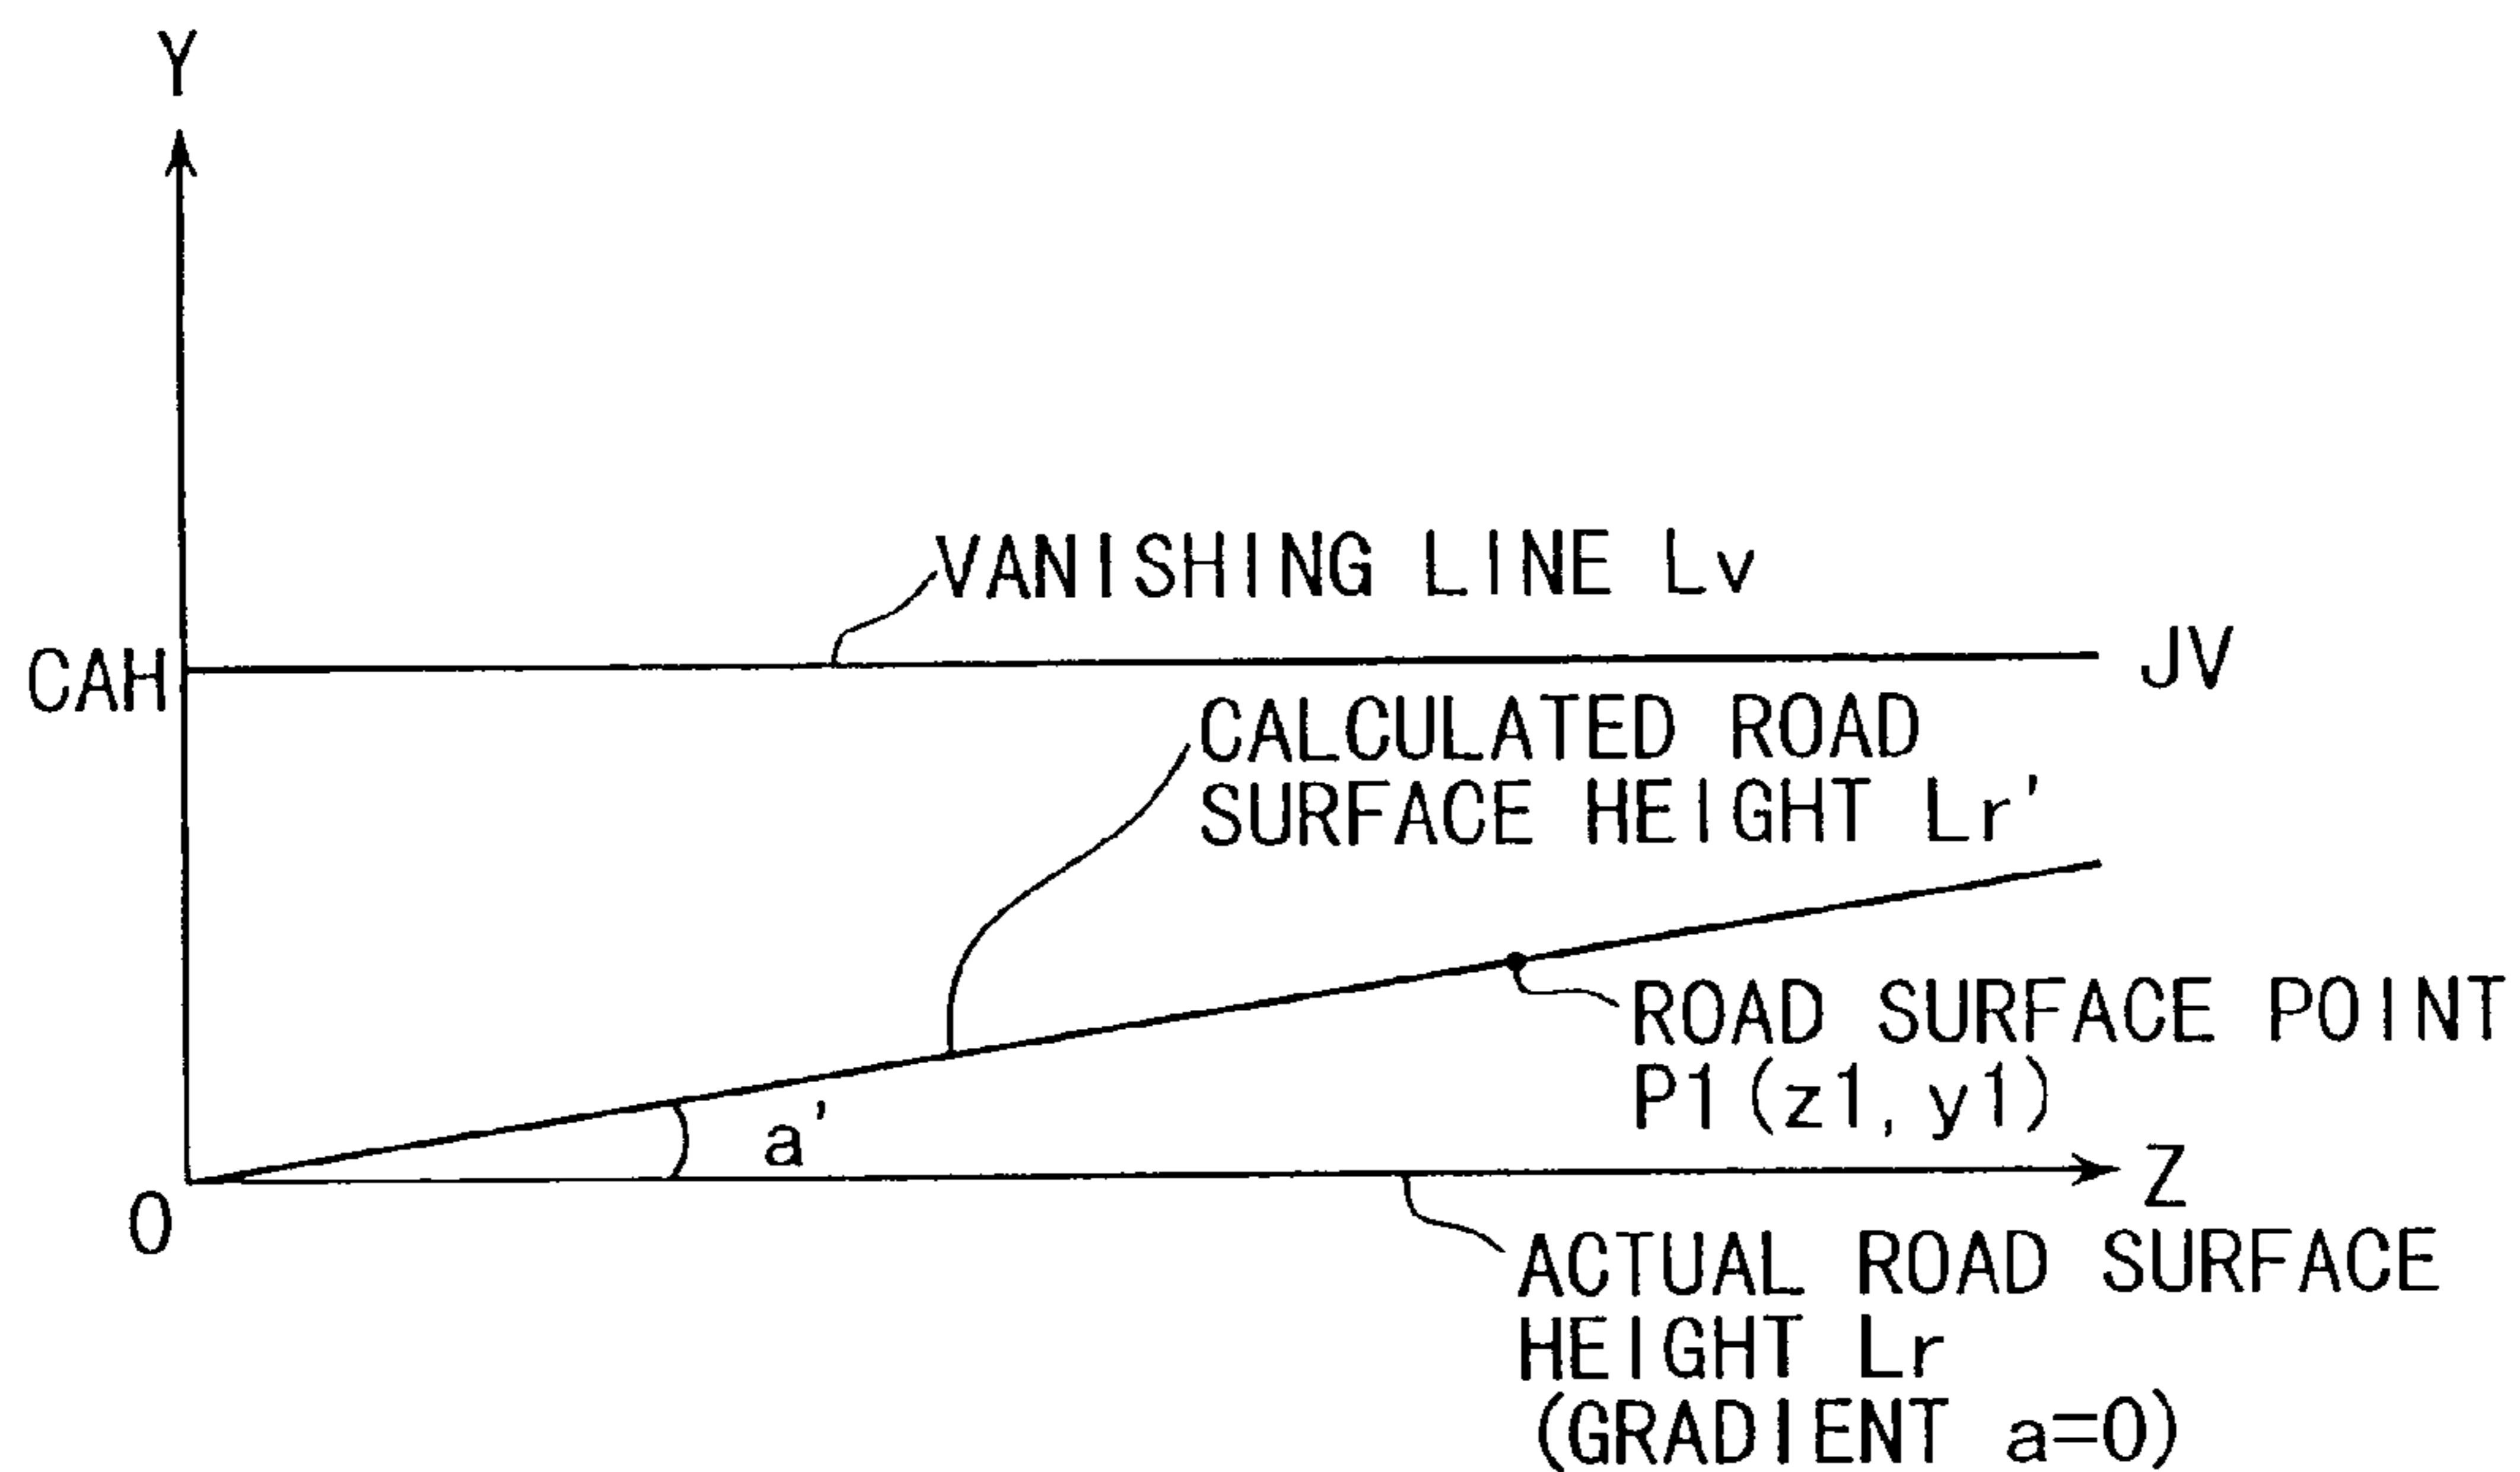 Y
VANISHING LINE Lv
CAH
JV
CALCULATED ROAD
SURFACE HEIGHT Lr'
ROAD SURFACE POINT
P1(z1, y1)
a'
Z
O
ACTUAL ROAD SURFACE
HEIGHT Lr
(GRADIENT a=0)